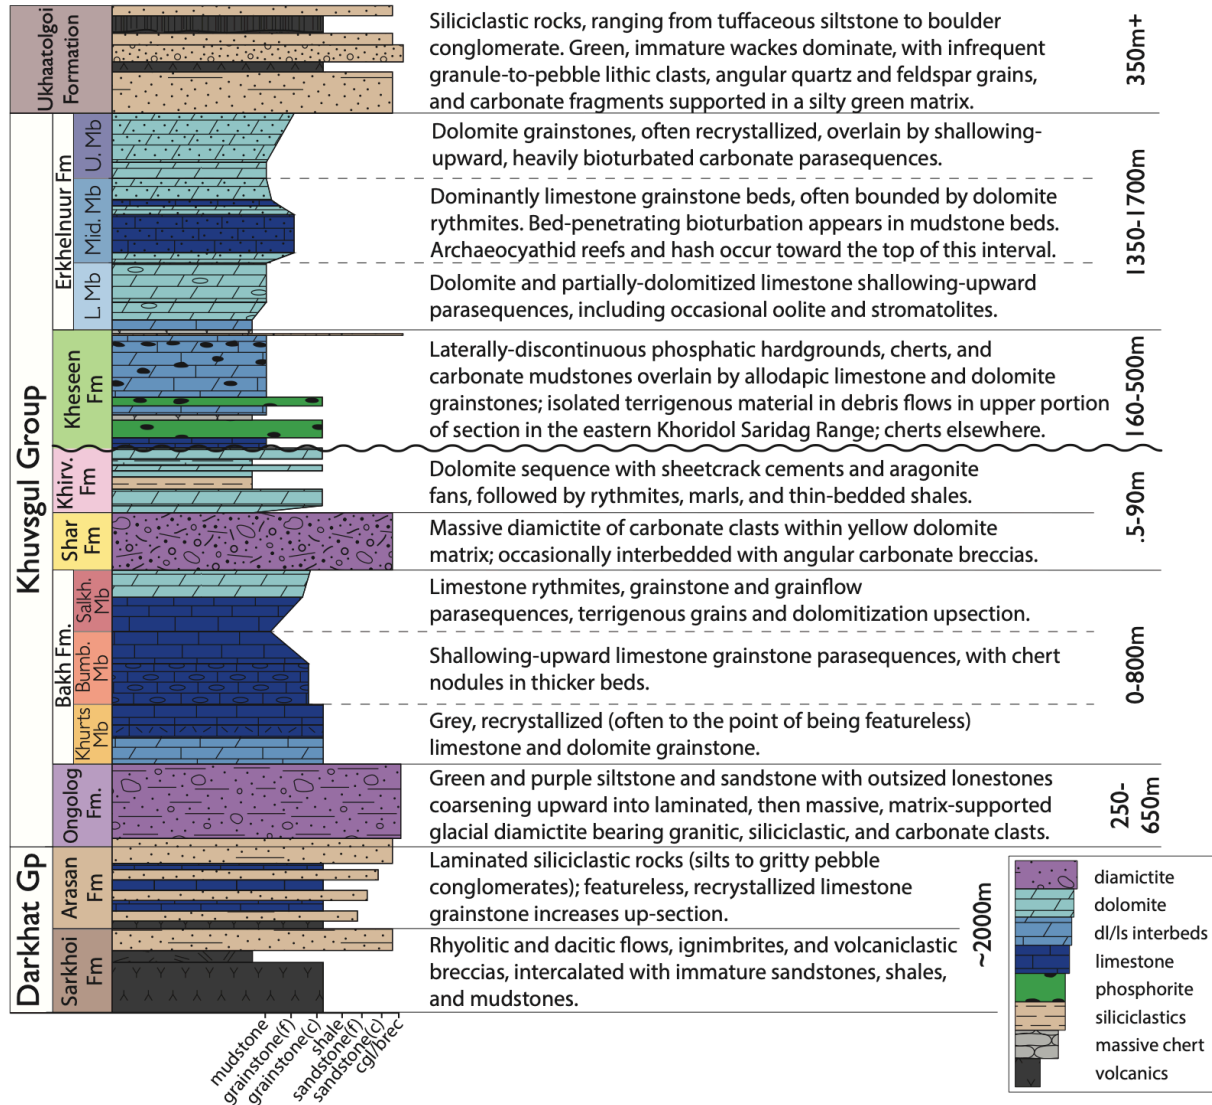 Ukhaatolgoi
Formation
Siliciclastic rocks, ranging from tuffaceous siltstone to boulder
conglomerate. Green, immature wackes dominate, with infrequent
granule-to-pebble lithic clasts, angular quartz and feldspar grains,
and carbonate fragments supported in a silty green matrix.
350m+
Khuvsgul Group
Erkhelnuur Fm
U. Mb
Dolomite grainstones, often recrystallized, overlain by shallowing-
upward, heavily bioturbated carbonate parasequences.
Mid. Mb
Dominantly limestone grainstone beds, often bounded by dolomite
rythmites. Bed-penetrating bioturbation appears in mudstone beds.
Archaeocyathid reefs and hash occur toward the top of this interval.
L. Mb
Dolomite and partially-dolomitized limestone shallowing-upward
parasequences, including occasional oolite and stromatolites.
1350-1700m
Kheseen
Fm
Laterally-discontinuous phosphatic hardgrounds, cherts, and
carbonate mudstones overlain by allodapic limestone and dolomite
grainstones; isolated terrigenous material in debris flows in upper portion
of section in the eastern Khoridol Saridag Range; cherts elsewhere.
160-500m
Khirv.
Fm
Dolomite sequence with sheetcrack cements and aragonite
fans, followed by rythmites, marls, and thin-bedded shales.
.5-90m
Shar
Fm
Massive diamictite of carbonate clasts within yellow dolomite
matrix; occasionally interbedded with angular carbonate breccias.
Bakh Fm.
Salkh.
Mb
Limestone rythmites, grainstone and grainflow
parasequences, terrigenous grains and dolomitization upsection.
Bumb.
Mb
Shallowing-upward limestone grainstone parasequences, with chert
nodules in thicker beds.
0-800m
Khurts
Mb
Grey, recrystallized (often to the point of being featureless)
limestone and dolomite grainstone.
Ongolog
Fm.
Green and purple siltstone and sandstone with outsized lonestones
coarsening upward into laminated, then massive, matrix-supported
glacial diamictite bearing granitic, siliciclastic, and carbonate clasts.
250-
650m
Darkhat Gp
Arasan
Fm
Laminated siliciclastic rocks (silts to gritty pebble
conglomerates); featureless, recrystallized limestone
grainstone increases up-section.
Sarkhoi
Fm
Rhyolitic and dacitic flows, ignimbrites, and volcaniclastic
breccias, intercalated with immature sandstones, shales,
and mudstones.
~2000m
mudstone
grainstone(f)
grainstone(c)
shale
sandstone(f)
sandstone(c)
cgl/brec
diamictite
dolomite
dl/ls interbeds
limestone
phosphorite
siliciclastics
massive chert
volcanics